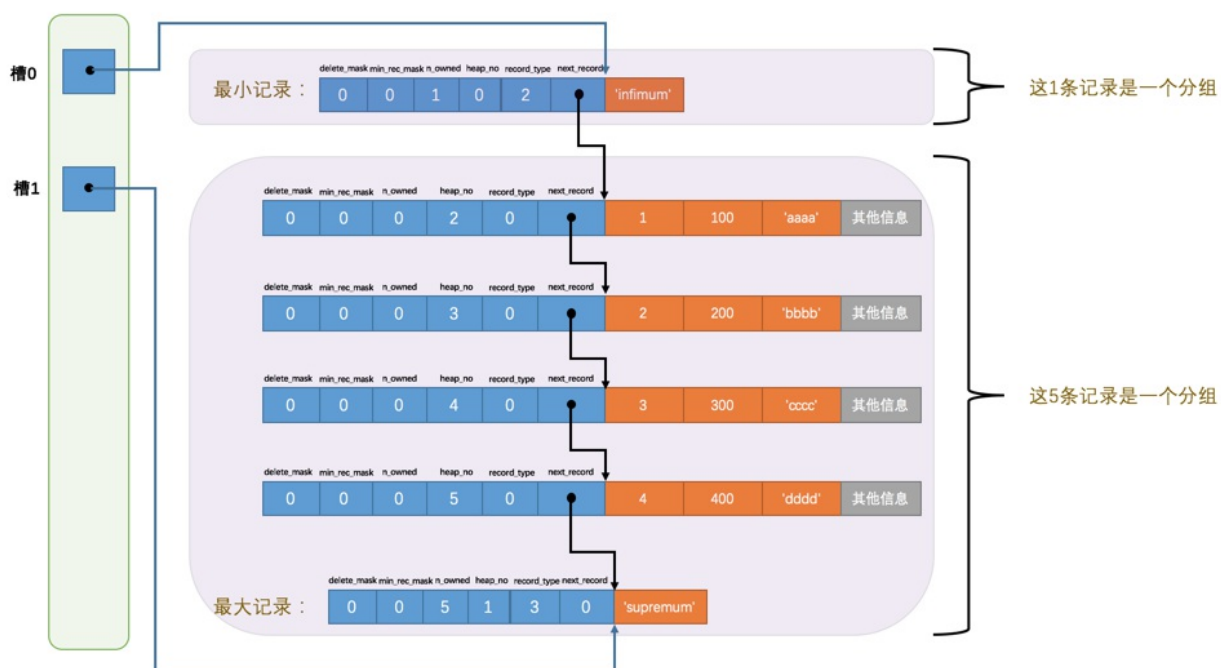 槽0
delete_mask min_rec_mask n_owned heap_no record_type next_record
最小记录： 0 0 1 0 2 'infimum'
这1条记录是一个分组
槽1
delete_mask min_rec_mask n_owned heap_no record_type next_record
0 0 0 2 0 1 100 'aaaa' 其他信息
delete_mask min_rec_mask n_owned heap_no record_type next_record
0 0 0 3 0 2 200 'bbbb' 其他信息
delete_mask min_rec_mask n_owned heap_no record_type next_record
0 0 0 4 0 3 300 'cccc' 其他信息
这5条记录是一个分组
delete_mask min_rec_mask n_owned heap_no record_type next_record
0 0 0 5 0 4 400 'dddd' 其他信息
delete_mask min_rec_mask n_owned heap_no record_type next_record
最大记录： 0 0 5 1 3 0 'supremum'